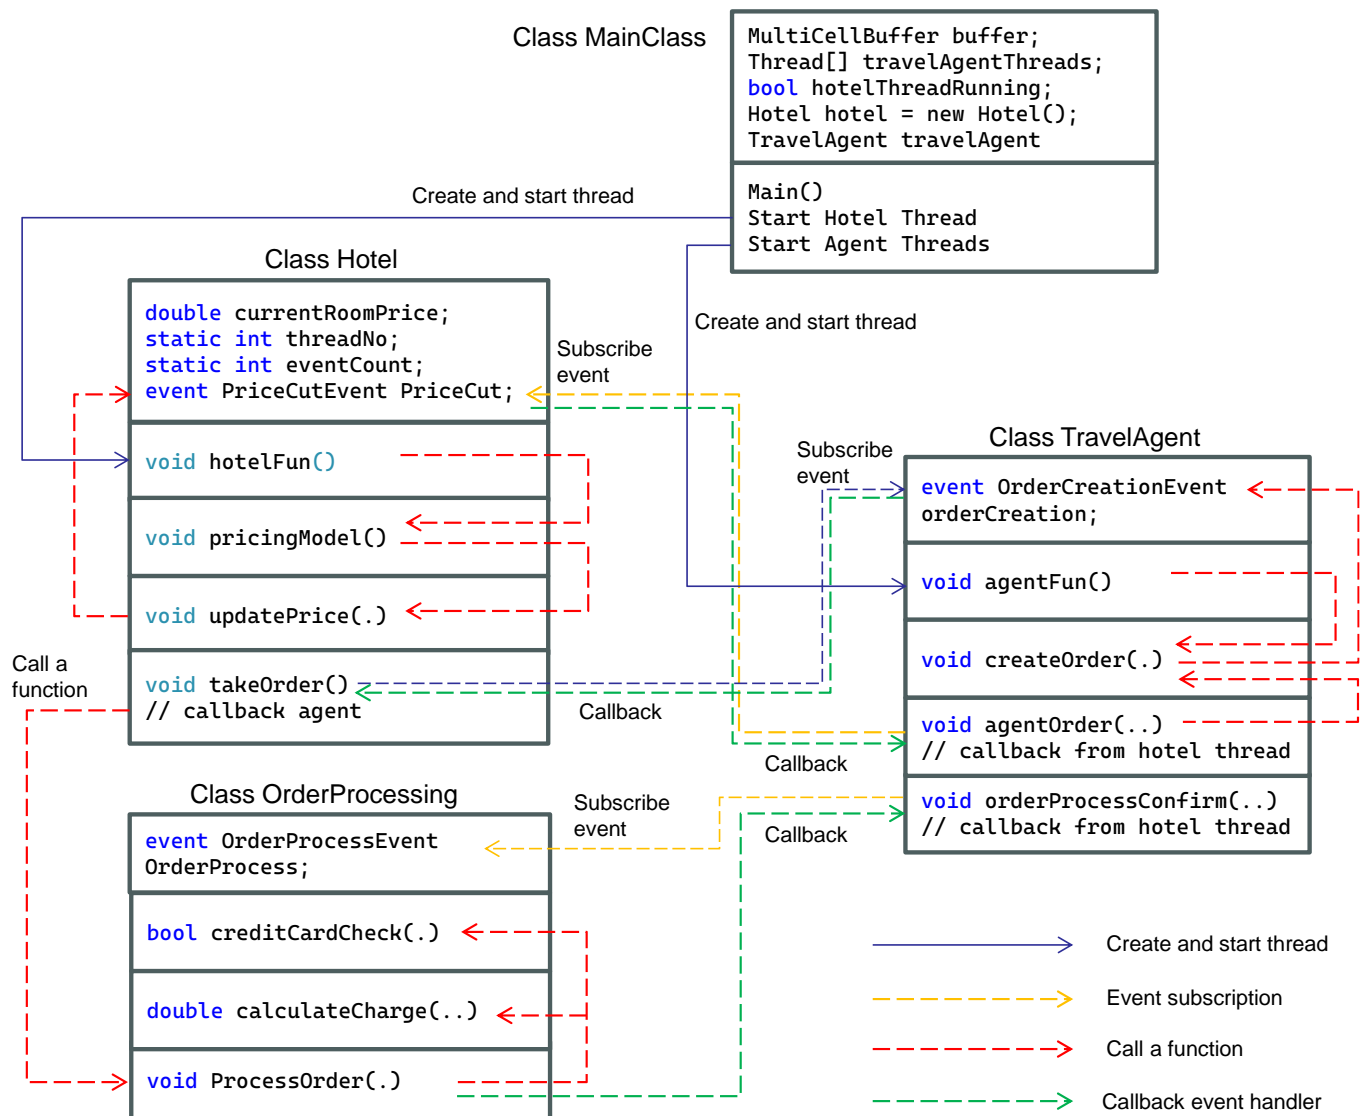 Class MainClass
MultiCellBuffer buffer;
Thread[] travelAgentThreads;
bool hotelThreadRunning;
Hotel hotel = new Hotel();
TravelAgent travelAgent
Main()
Start Hotel Thread
Start Agent Threads
Create and start thread
Create and start thread
Class Hotel
double currentRoomPrice;
static int threadNo;
static int eventCount;
event PriceCutEvent PriceCut;
void hotelFun()
void pricingModel()
void updatePrice(.)
void takeOrder()
// callback agent
Subscribe
event
Call a
function
Callback
Subscribe
event
Class TravelAgent
event OrderCreationEvent
orderCreation;
void agentFun()
void createOrder(.)
void agentOrder(..)
// callback from hotel thread
void orderProcessConfirm(..)
// callback from hotel thread
Callback
Callback
Subscribe
event
Class OrderProcessing
event OrderProcessEvent
OrderProcess;
bool creditCardCheck(.)
double calculateCharge(..)
void ProcessOrder(.)
Create and start thread
Event subscription
Call a function
Callback event handler